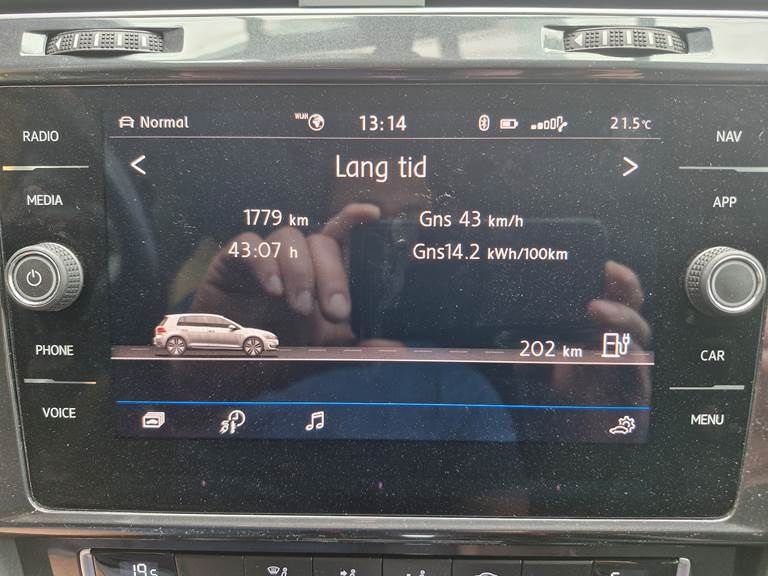 RADIO
MEDIA
PHONE
VOICE
Normal
WLAN
13:14
21.5°C
Lang tid
1779 km
Gns 43 km/h
43:07 h
Gns14.2 kWh/100km
202 km
NAV
APP
CAR
MENU